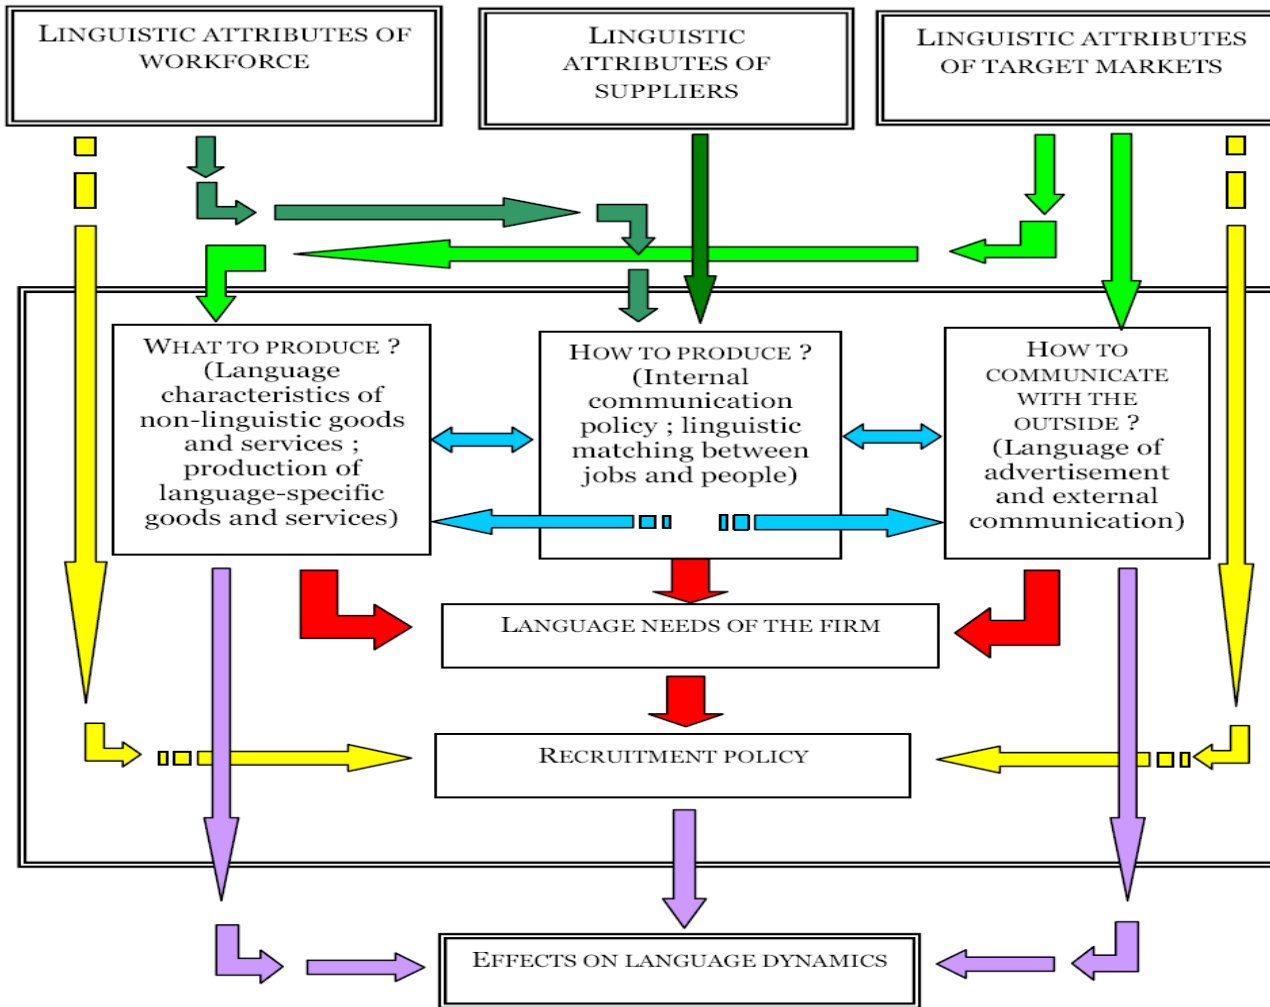 LINGUISTIC ATTRIBUTES OF
WORKFORCE
LINGUISTIC
ATTRIBUTES OF
SUPPLIERS
LINGUISTIC ATTRIBUTES
OF TARGET MARKETS
WHAT TO PRODUCE ?
(Language
characteristics of
non-linguistic goods
and services ;
production of
language-specific
goods and services)
HOW TO PRODUCE ?
(Internal
communication
policy ; linguistic
matching between
jobs and people)
HOW TO
COMMUNICATE
WITH THE
OUTSIDE ?
(Language of
advertisement
and external
communication)
LANGUAGE NEEDS OF THE FIRM
RECRUITMENT POLICY
EFFECTS ON LANGUAGE DYNAMICS